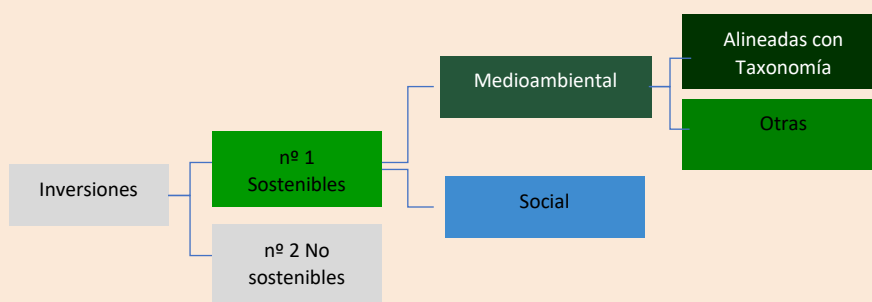 Inversiones
nº 1
Sostenibles
nº 2 No
sostenibles
Medioambiental
Social
Alineadas con
Taxonomía
Otras